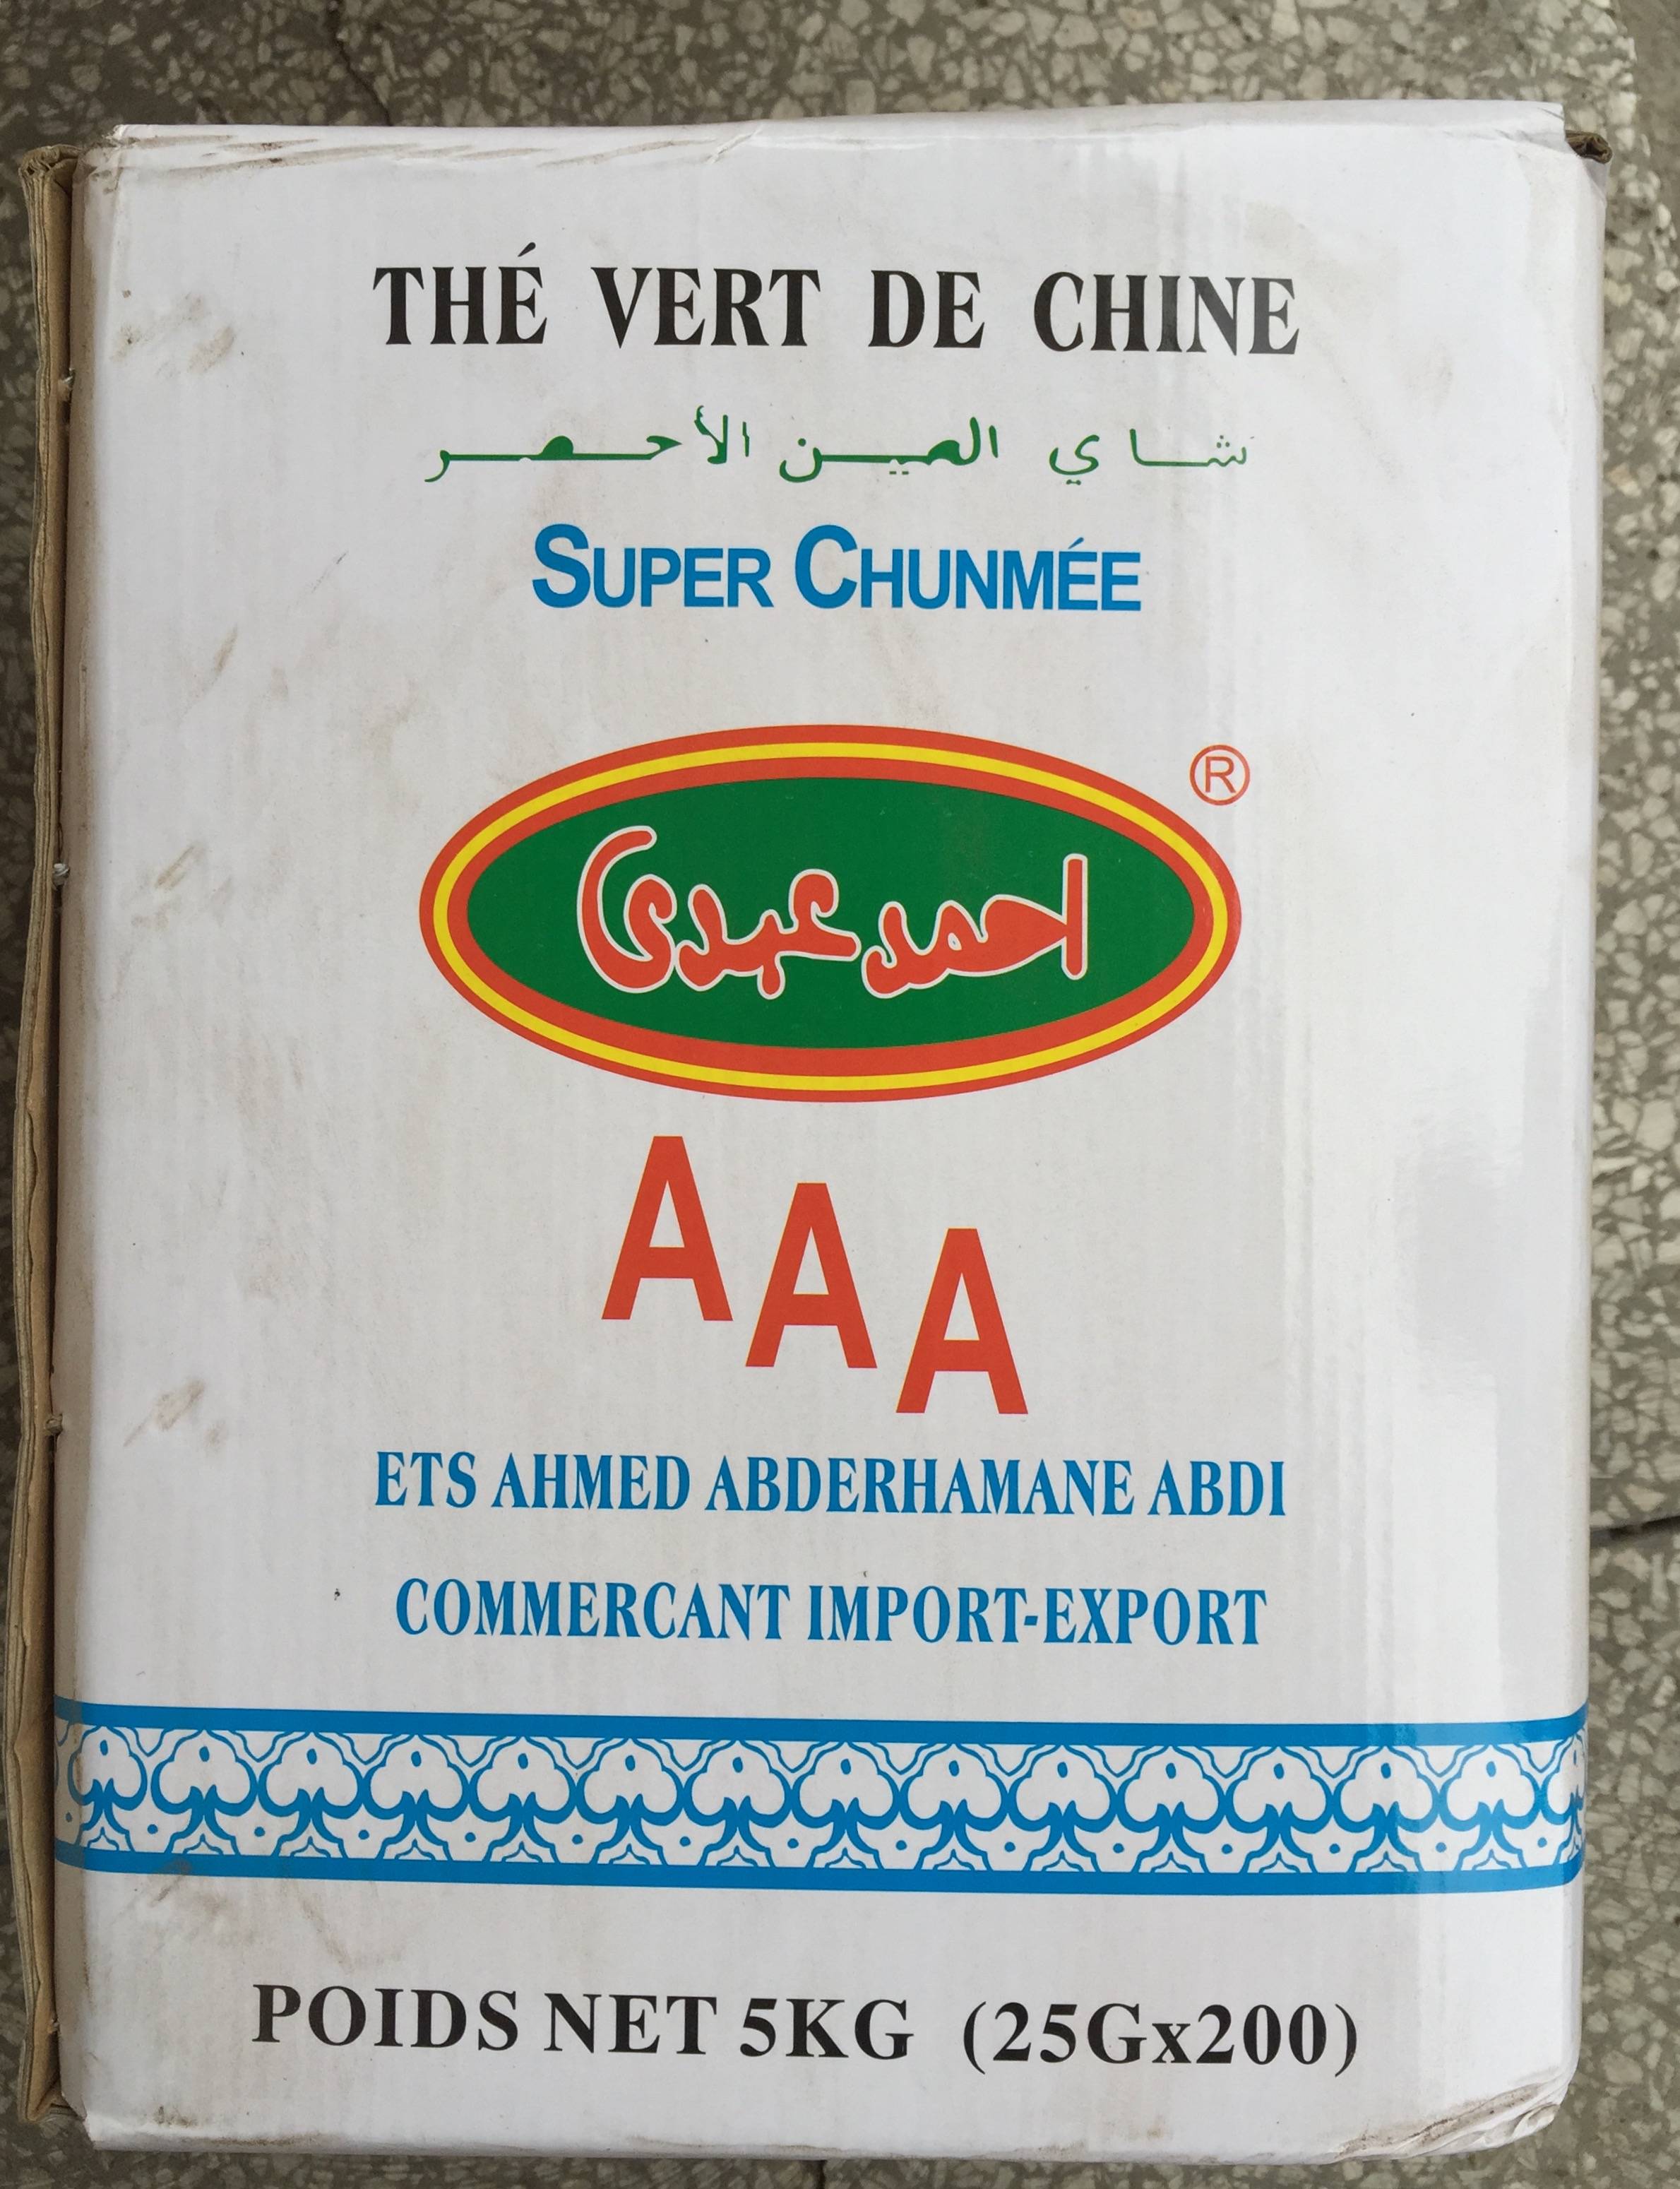 THÉ VERT DE CHINE
شاي الصين الأحصر
SUPER CHUNMÉE
®
احمد عبدى
AAA
ETS AHMED ABDERHAMANE ABDI
COMMERCANT IMPORT-EXPORT
POIDS NET 5KG (25Gx200)